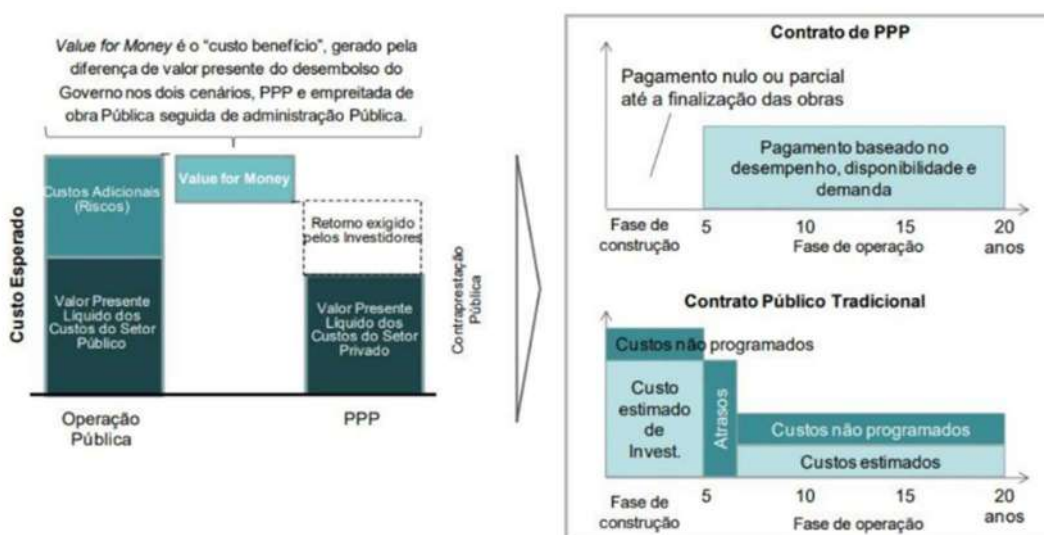 Value for Money é o “custo benefício”, gerado pela
diferença de valor presente do desembolso do
Governo nos dois cenários, PPP e empreitada de
obra Pública seguida de administração Pública.
Custo Esperado
Custos Adicionais
(Riscos)
Value for Money
Retorno exigido
pelos Investidores
Valor Presente
Líquido dos
Custos do Setor
Público
Valor Presente
Líquido dos
Custos do Setor
Privado
Contraprestação
Pública
Operação
Pública
PPP
Contrato de PPP
Pagamento nulo ou parcial
até a finalização das obras
Pagamento baseado no
desempenho, disponibilidade e
demanda
Fase de
construção
5
10
15
20
anos
Fase de operação
Contrato Público Tradicional
Custos não programados
Custo
estimado
de
Invest.
Atrasos
Custos não programados
Custos estimados
Fase de
construção
5
10
15
20
anos
Fase de operação